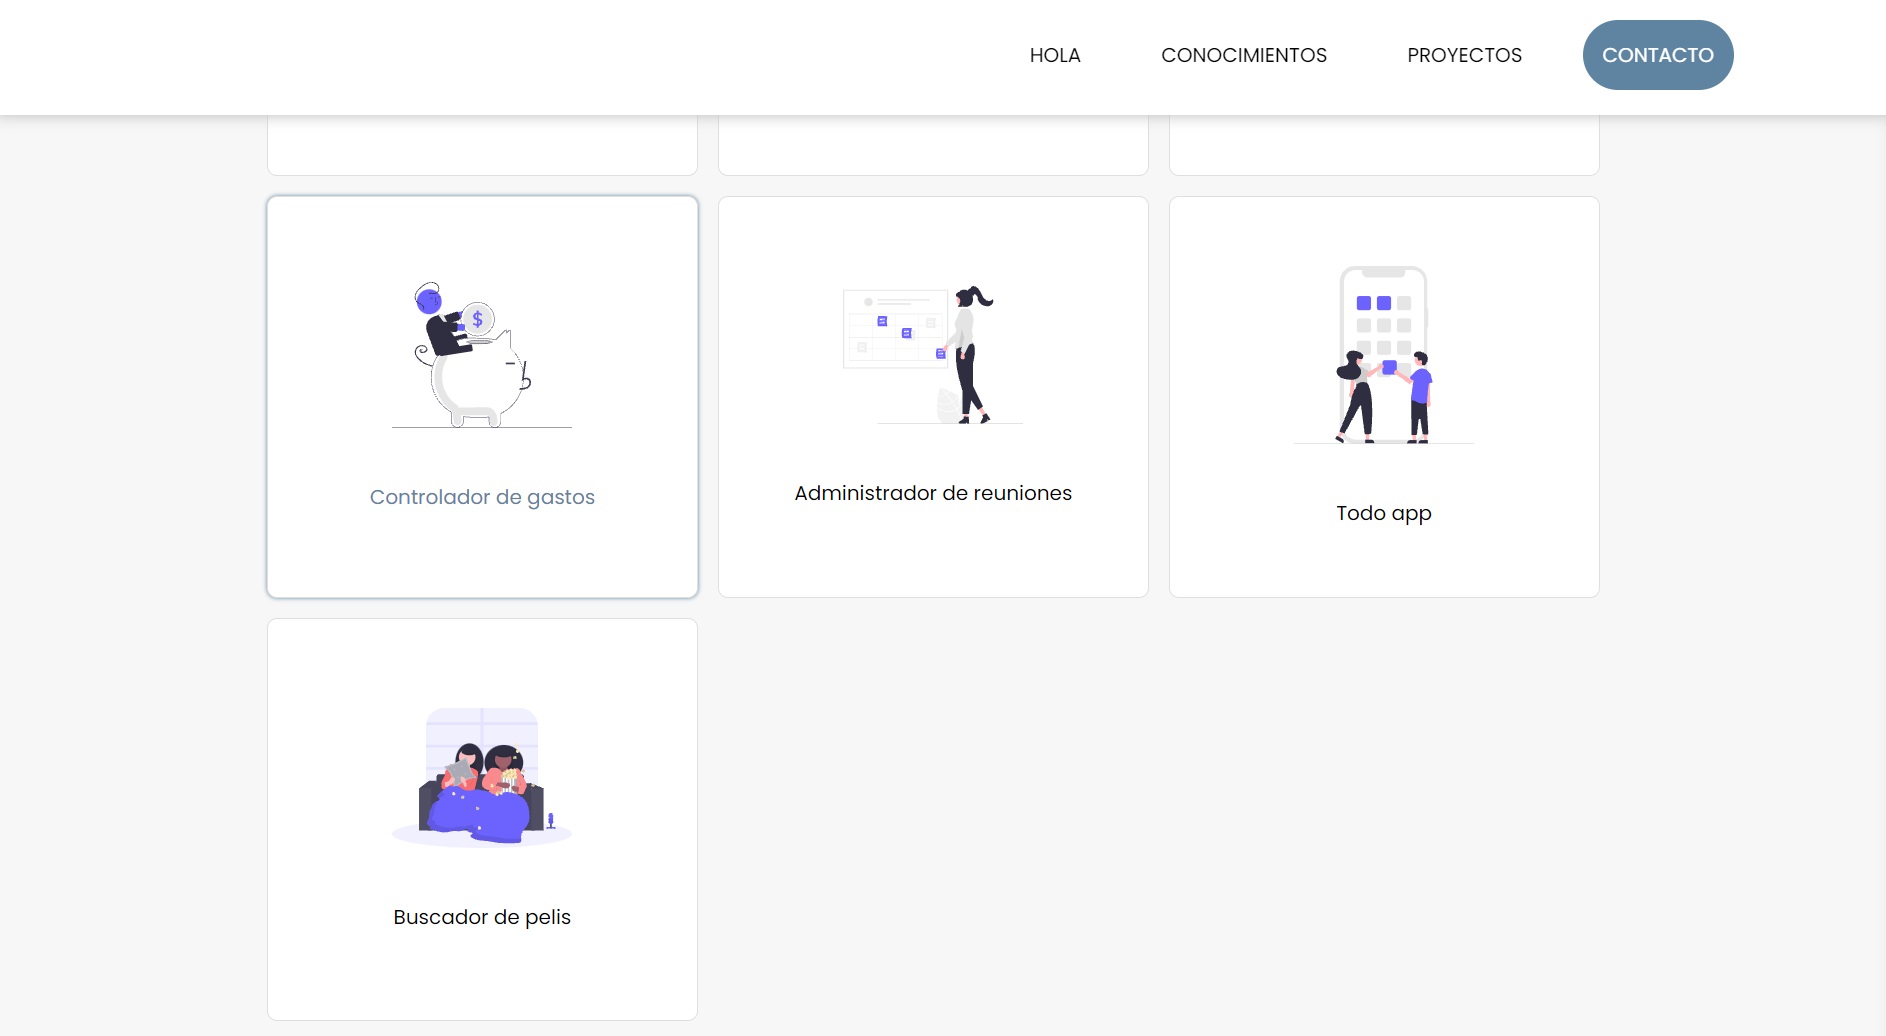 HOLA
CONOCIMIENTOS
PROYECTOS
CONTACTO
$
Controlador de gastos
Administrador de reuniones
Todo app
Buscador de pelis